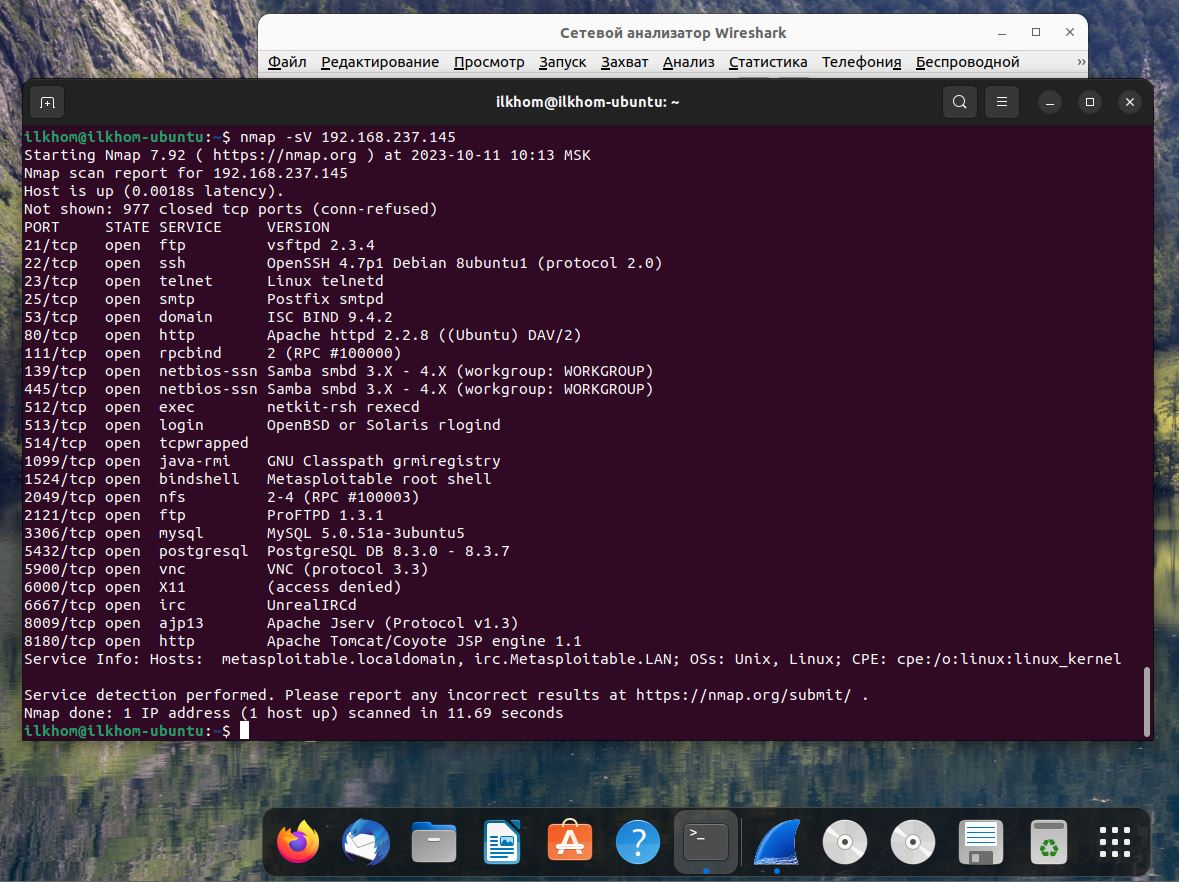 Сетевой анализатор Wireshark
Файл Редактирование Просмотр Запуск Захват Анализ Статистика Телефония Беспроводной »
ilkhom@ilkhom-ubuntu: ~
ilkhom@ilkhom-ubuntu:~$ nmap -sV 192.168.237.145
Starting Nmap 7.92 ( https://nmap.org ) at 2023-10-11 10:13 MSK
Nmap scan report for 192.168.237.145
Host is up (0.0018s latency).
Not shown: 977 closed tcp ports (conn-refused)
PORT     STATE SERVICE     VERSION
21/tcp   open  ftp         vsftpd 2.3.4
22/tcp   open  ssh         OpenSSH 4.7p1 Debian 8ubuntu1 (protocol 2.0)
23/tcp   open  telnet      Linux telnetd
25/tcp   open  smtp        Postfix smtpd
53/tcp   open  domain      ISC BIND 9.4.2
80/tcp   open  http        Apache httpd 2.2.8 ((Ubuntu) DAV/2)
111/tcp  open  rpcbind     2 (RPC #100000)
139/tcp  open  netbios-ssn Samba smbd 3.X - 4.X (workgroup: WORKGROUP)
445/tcp  open  netbios-ssn Samba smbd 3.X - 4.X (workgroup: WORKGROUP)
512/tcp  open  exec        netkit-rsh rexecd
513/tcp  open  login       OpenBSD or Solaris rlogind
514/tcp  open  tcpwrapped
1099/tcp open  java-rmi    GNU Classpath grmiregistry
1524/tcp open  bindshell   Metasploitable root shell
2049/tcp open  nfs         2-4 (RPC #100003)
2121/tcp open  ftp         ProFTPD 1.3.1
3306/tcp open  mysql       MySQL 5.0.51a-3ubuntu5
5432/tcp open  postgresql  PostgreSQL DB 8.3.0 - 8.3.7
5900/tcp open  vnc         VNC (protocol 3.3)
6000/tcp open  X11         (access denied)
6667/tcp open  irc         UnrealIRCd
8009/tcp open  ajp13       Apache Jserv (Protocol v1.3)
8180/tcp open  http        Apache Tomcat/Coyote JSP engine 1.1
Service Info: Hosts:  metasploitable.localdomain, irc.Metasploitable.LAN; OSs: Unix, Linux; CPE: cpe:/o:linux:linux_kernel
Service detection performed. Please report any incorrect results at https://nmap.org/submit/ .
Nmap done: 1 IP address (1 host up) scanned in 11.69 seconds
ilkhom@ilkhom-ubuntu:~$